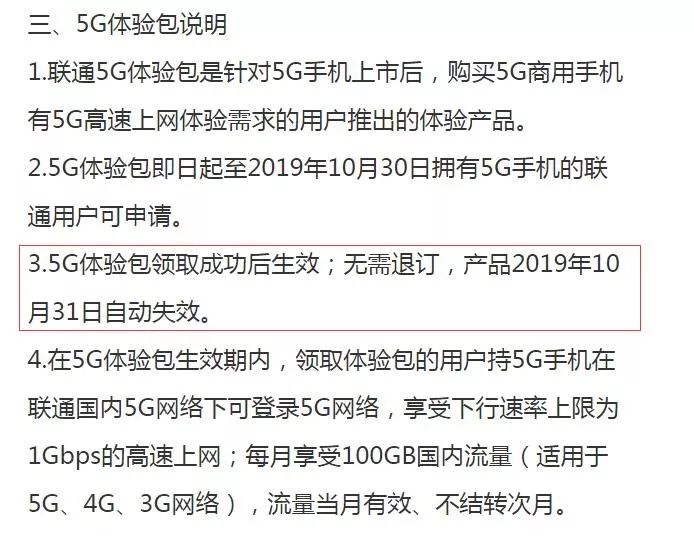 三、5G体验包说明
1.联通5G体验包是针对5G手机上市后，购买5G商用手机
有5G高速上网体验需求的用户推出的体验产品。
2.5G体验包即日起至2019年10月30日拥有5G手机的联
通用户可申请。
3.5G体验包领取成功后生效；无需退订，产品2019年10
月31日自动失效。
4.在5G体验包生效期内，领取体验包的用户持5G手机在
联通国内5G网络下可登录5G网络，享受下行速率上限为
1Gbps的高速上网；每月享受100GB国内流量（适用于
5G、4G、3G网络），流量当月有效、不结转次月。